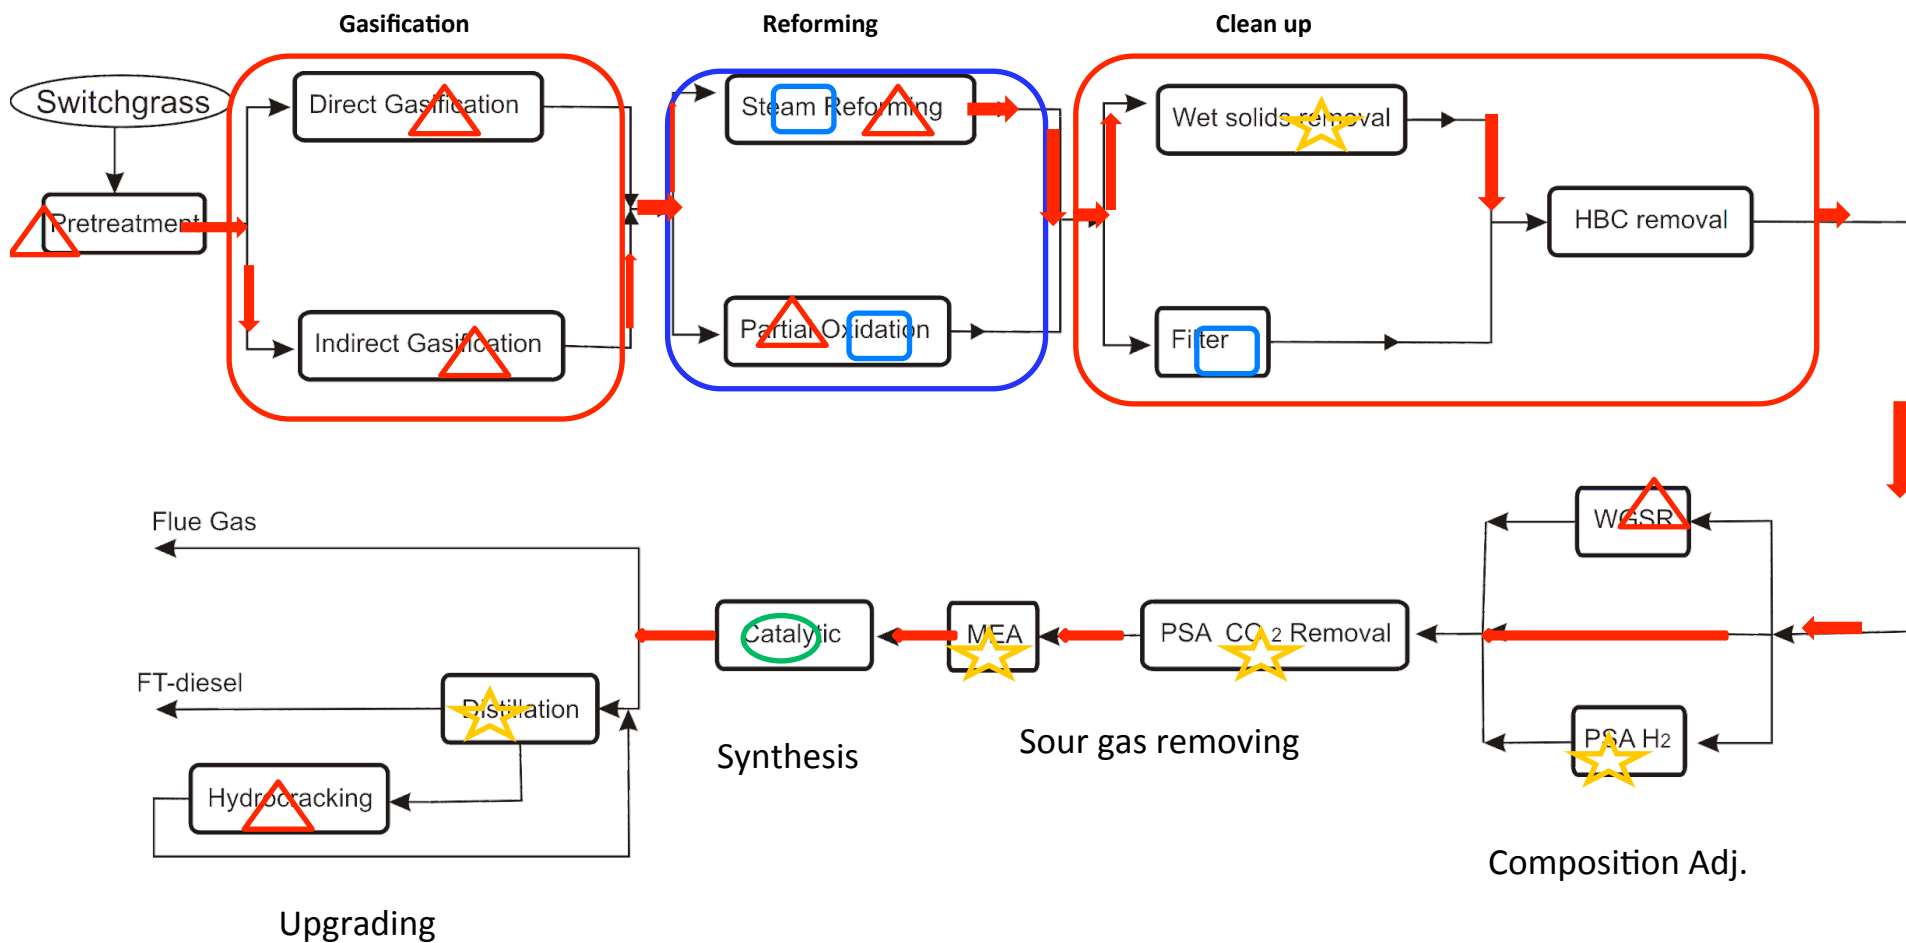 Gasification
Reforming
Clean up
Switchgrass
Direct Gasification
Steam Reforming
Wet solids removal
Pretreatment
HBC removal
Indirect Gasification
Partial Oxidation
Filter
Flue Gas
WGSR
Catalytic
MEA
PSA CO2 Removal
FT-diesel
Distillation
PSA H2
Synthesis
Sour gas removing
Hydrocracking
Composition Adj.
Upgrading